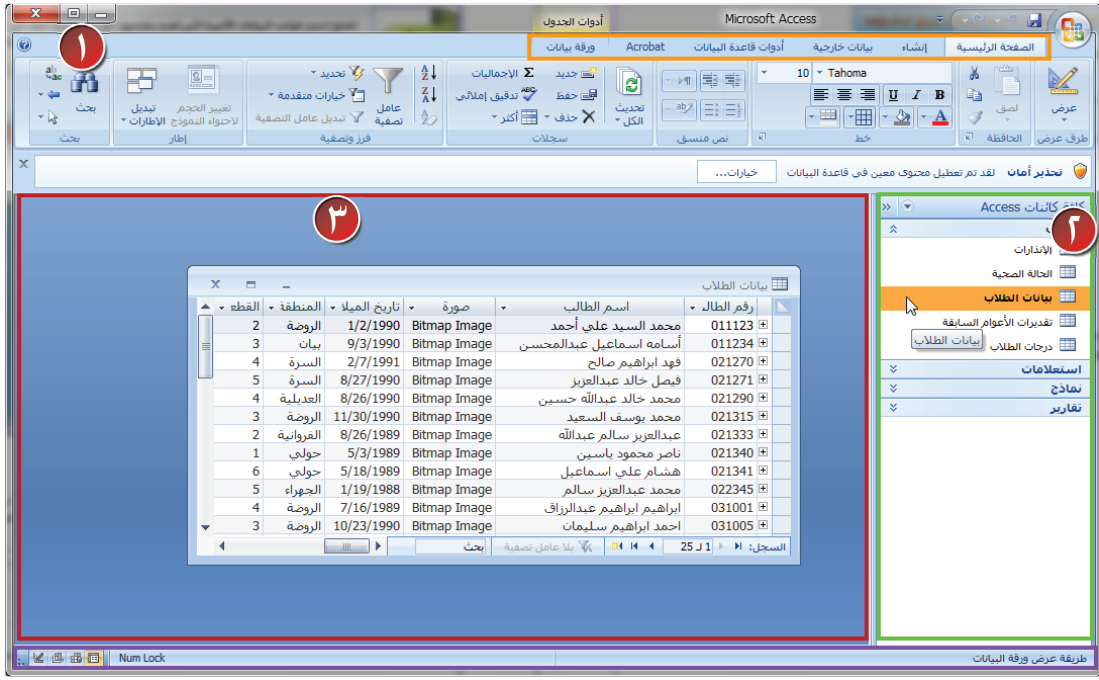 Microsoft Access
أدوات الجدول
الصفحة الرئيسية إنشاء بيانات خارجية أدوات قاعدة البيانات Acrobat ورقة بيانات
١
عرض
طرق عرض
لصق
الحافظة
Tahoma 10
B I U
خط
نص منسق
تحديث الكل
جديد
حفظ
حذف
الإجماليات
تدقيق إملائي
أكثر
سجلات
عامل تصفية
تحديد
خيارات متقدمة
تبديل عامل التصفية
فرز وتصفية
تغيير الحجم لاحتواء النموذج
تبديل الإطارات
إطار
بحث
بحث
تحذير أمان لقد تم تعطيل محتوى معين في قاعدة البيانات خيارات...
كافة كائنات Access
٢
الانذارات
الحالة الصحية
بيانات الطلاب
تقديرات الأعوام السابقة
درجات الطلاب
بيانات الطلاب
استعلامات
نماذج
تقارير
٣
بيانات الطلاب
رقم الطالب اسم الطالب صورة تاريخ الميلا المنطقة القطع
011123 محمد السيد علي أحمد Bitmap Image 1/2/1990 الروضة 2
011234 أسامه اسماعيل عبدالمحسن Bitmap Image 9/3/1990 بيان 3
021270 فهد ابراهيم صالح Bitmap Image 2/7/1991 السرة 4
021271 فيصل خالد عبدالعزيز Bitmap Image 8/27/1990 السرة 5
021290 محمد خالد عبدالله حسين Bitmap Image 8/26/1990 العديلية 4
021315 محمد يوسف السعيد Bitmap Image 11/30/1990 الروضة 3
021333 عبدالعزيز سالم عبدالله Bitmap Image 8/26/1989 الفروانية 2
021340 ناصر محمود ياسين Bitmap Image 5/3/1989 حولي 1
021341 هشام علي اسماعيل Bitmap Image 5/18/1989 حولي 6
022345 محمد عبدالعزيز سالم Bitmap Image 1/19/1988 الجهراء 5
031001 ابراهيم ابراهيم عبدالرزاق Bitmap Image 7/16/1989 الروضة 4
031005 احمد ابراهيم سليمان Bitmap Image 10/23/1990 الروضة 3
السجل: 1 لـ 25 بلا عامل تصفية بحث
طريقة عرض ورقة البيانات Num Lock